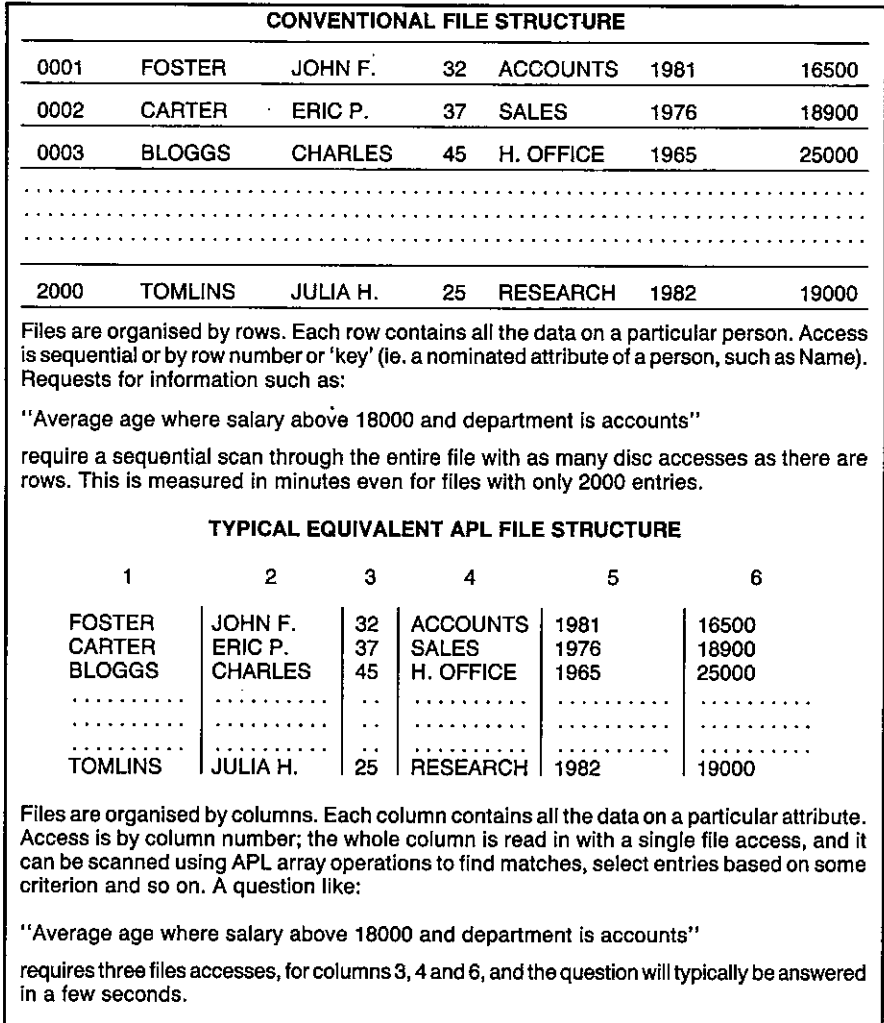 CONVENTIONAL FILE STRUCTURE
0001 FOSTER JOHN F. 32 ACCOUNTS 1981 16500
0002 CARTER ERIC P. 37 SALES 1976 18900
0003 BLOGGS CHARLES 45 H. OFFICE 1965 25000
2000 TOMLINS JULIA H. 25 RESEARCH 1982 19000
Files are organised by rows. Each row contains all the data on a particular person. Access
is sequential or by row number or 'key' (ie. a nominated attribute of a person, such as Name).
Requests for information such as:
"Average age where salary above 18000 and department is accounts"
require a sequential scan through the entire file with as many disc accesses as there are
rows. This is measured in minutes even for files with only 2000 entries.
TYPICAL EQUIVALENT APL FILE STRUCTURE
1 2 3 4 5 6
FOSTER JOHN F. 32 ACCOUNTS 1981 16500
CARTER ERIC P. 37 SALES 1976 18900
BLOGGS CHARLES 45 H. OFFICE 1965 25000
TOMLINS JULIA H. 25 RESEARCH 1982 19000
Files are organised by columns. Each column contains all the data on a particular attribute.
Access is by column number; the whole column is read in with a single file access, and it
can be scanned using APL array operations to find matches, select entries based on some
criterion and so on. A question like:
"Average age where salary above 18000 and department is accounts"
requires three files accesses, for columns 3, 4 and 6, and the question will typically be answered
in a few seconds.